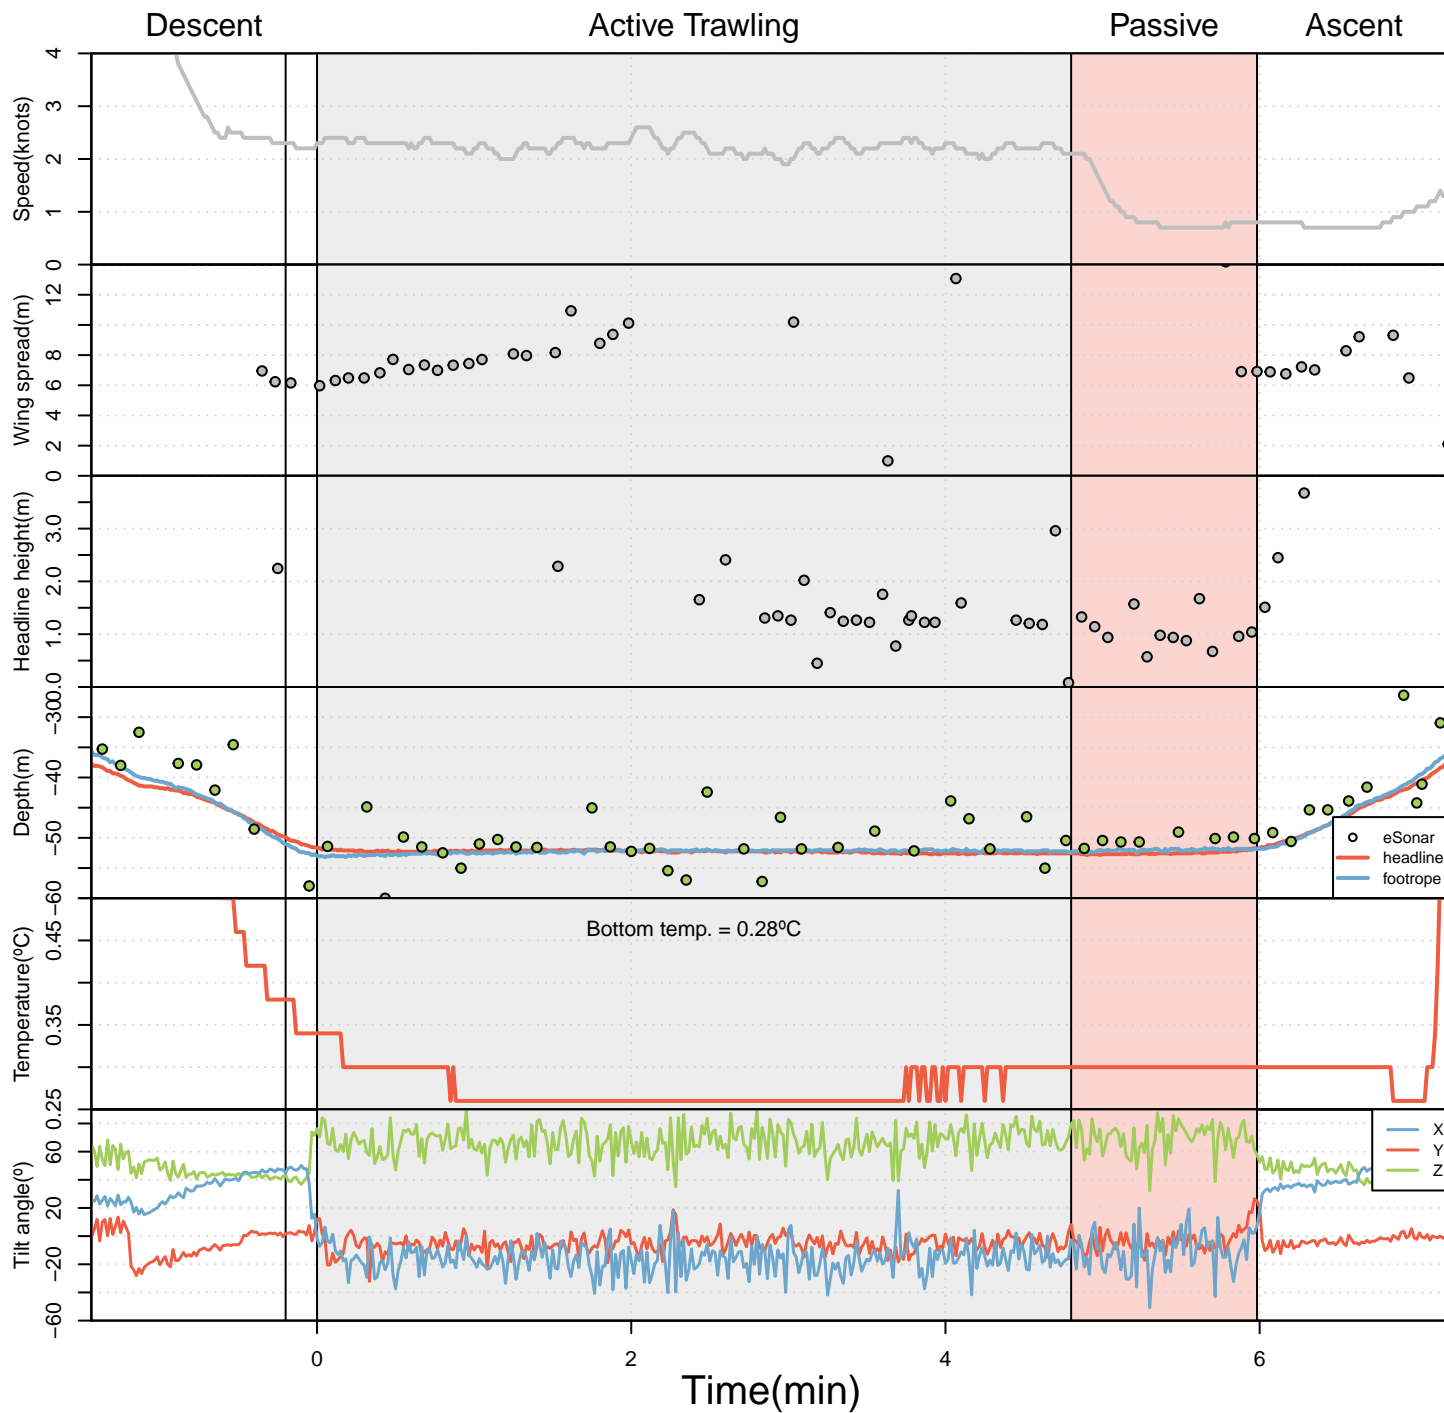 Descent Active Trawling Passive Ascent
Speed(knots)
4
3
2
1
0
Wing spread(m)
12
8
6
4
2
0
Headline height(m)
3.0
2.0
1.0
0.0
Depth(m)
−30
−40
−50
−60
eSonar
headline
footrope
Temperature(ºC)
0.45
0.35
0.25
Bottom temp. = 0.28ºC
Tilt angle(º)
60
20
−20
−60
X
Y
Z
0 2 4 6
Time(min)